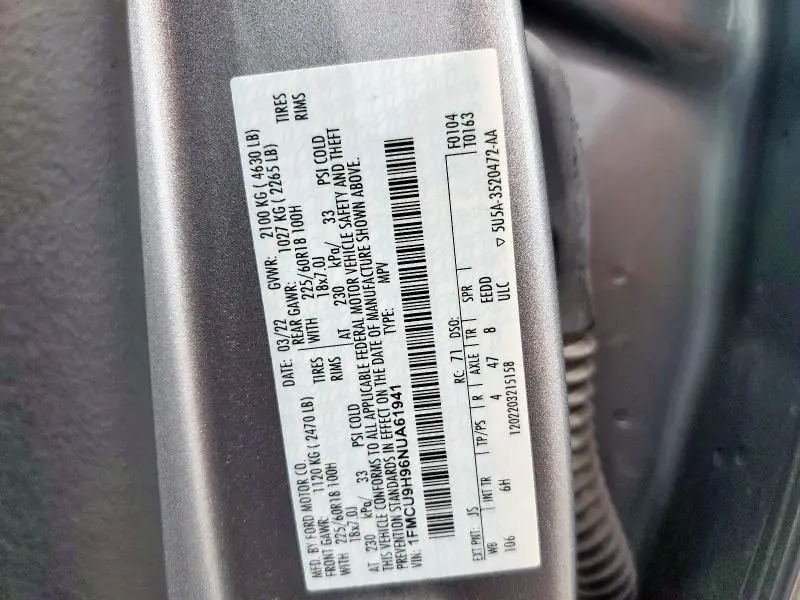 MFD. BY FORD MOTOR CO.
DATE: 03/22 GVWR: 2100 KG ( 4630 LB)
FRONT GAWR: 1120 KG ( 2470 LB) REAR GAWR: 1027 KG ( 2265 LB)
WITH 225/60R18 100H TIRES WITH 225/60R18 100H TIRES
18x7.0J RIMS 18x7.0J RIMS
AT 230 kPa/ 33 PSI COLD AT 230 kPa/ 33 PSI COLD
THIS VEHICLE CONFORMS TO ALL APPLICABLE FEDERAL MOTOR VEHICLE SAFETY AND THEFT
PREVENTION STANDARDS IN EFFECT ON THE DATE OF MANUFACTURE SHOWN ABOVE.
VIN: 1FMCU9H96NUA61941 TYPE: MPV
EXT PNT: JS RC: 71 DSO: F0104
WB INT TR TP/PS R AXLE TR SPR T0163
106 6H 4 47 8 EEDD
1202203215158 ULC ▽ 5U5A-3520472-AA